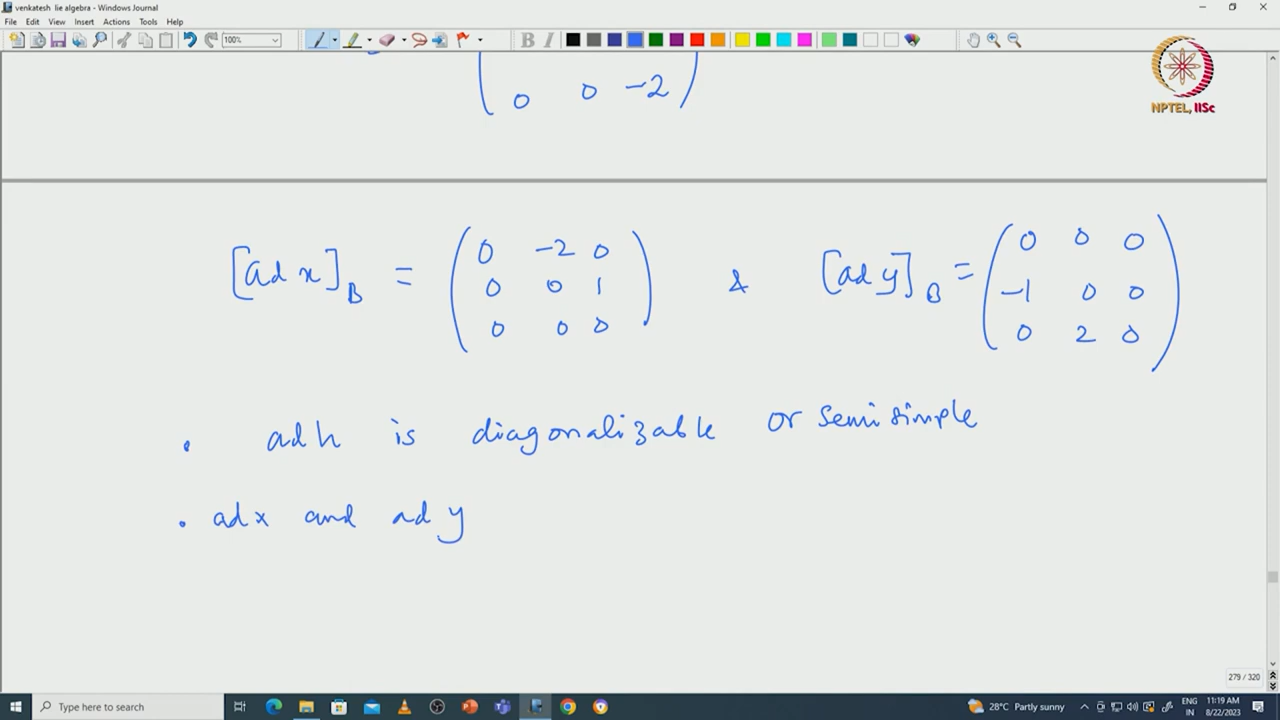 venkatesh lie algebra - Windows Journal
File Edit View Insert Actions Tools Help
100%
B I
0 0 -2
NPTEL, IISc
[ad x]_B = (0 -2 0 & [ad y]_B = (0 0 0
0 0 1 -1 0 0
0 0 0) 0 2 0)
. adh is diagonalizable or semisimple
. adx and ad y
279 / 320
Type here to search
28°C Partly sunny
ENG
IN
11:19 AM
8/22/2023